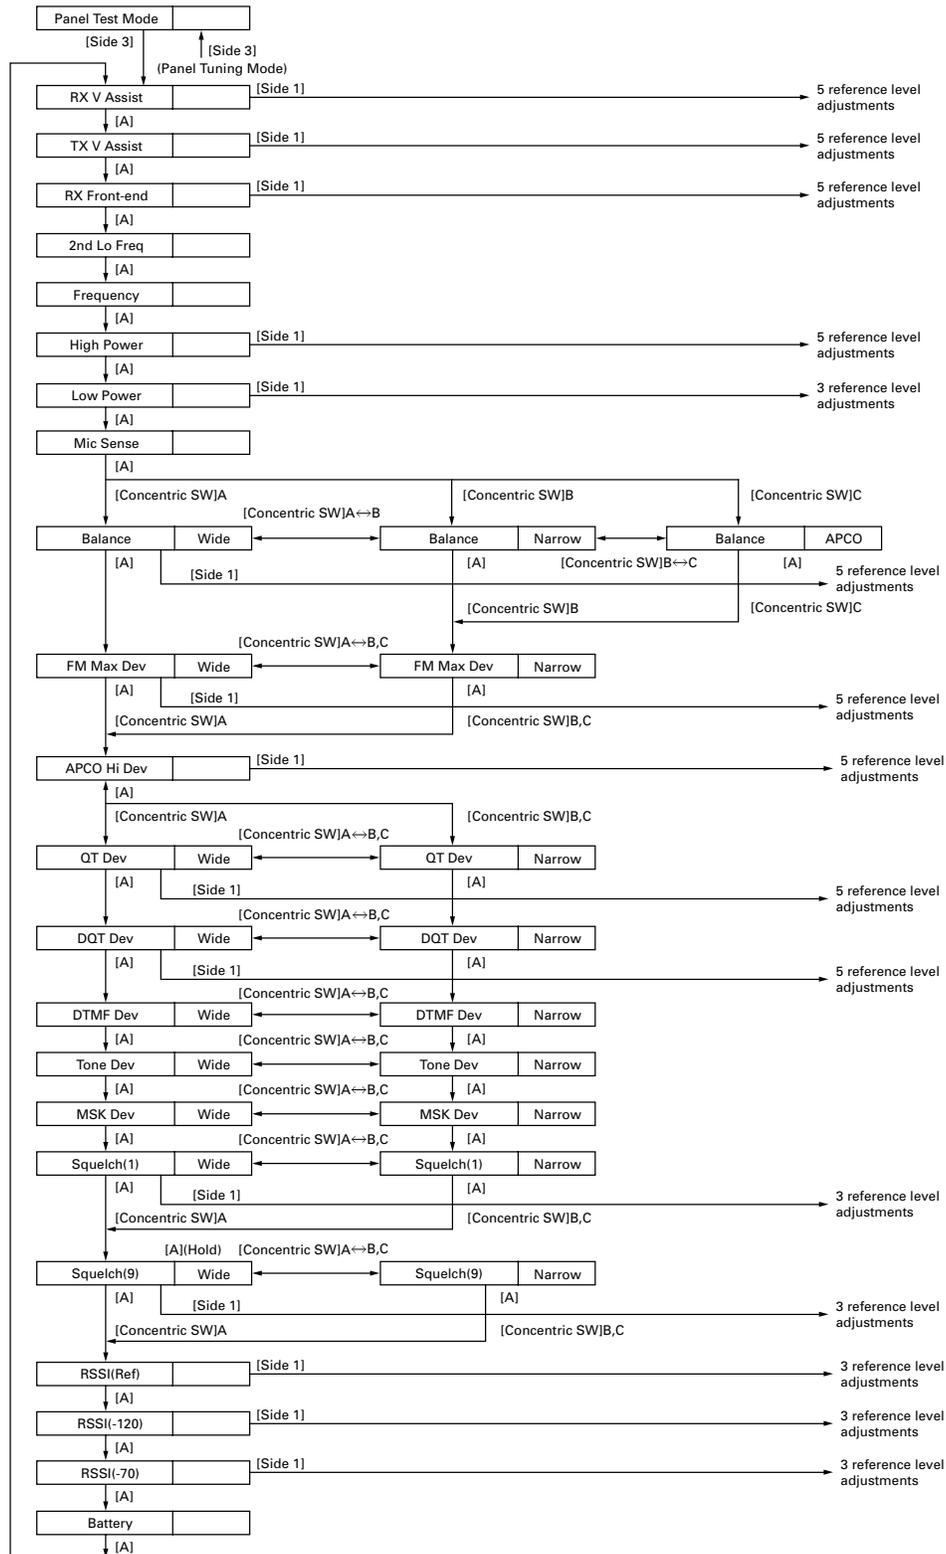 Panel Test Mode
[Side 3]
[Side 3]
(Panel Tuning Mode)
RX V Assist
[Side 1]
5 reference level
adjustments
[A]
TX V Assist
[Side 1]
5 reference level
adjustments
[A]
RX Front-end
[Side 1]
5 reference level
adjustments
[A]
2nd Lo Freq
[A]
Frequency
[A]
High Power
[Side 1]
5 reference level
adjustments
[A]
Low Power
[Side 1]
3 reference level
adjustments
[A]
Mic Sense
[A]
[Concentric SW]A
[Concentric SW]B
[Concentric SW]C
[Concentric SW]A↔B
Balance Wide
Balance Narrow
Balance APCO
[A]
[A]
[Concentric SW]B↔C
[A]
[Side 1]
5 reference level
adjustments
[Concentric SW]B
[Concentric SW]C
[Concentric SW]A↔B,C
FM Max Dev Wide
FM Max Dev Narrow
[A]
[A]
[Side 1]
5 reference level
adjustments
[Concentric SW]A
[Concentric SW]B,C
APCO Hi Dev
[Side 1]
5 reference level
adjustments
[A]
[Concentric SW]A
[Concentric SW]B,C
[Concentric SW]A↔B,C
QT Dev Wide
QT Dev Narrow
[A]
[A]
[Side 1]
5 reference level
adjustments
[Concentric SW]A↔B,C
DQT Dev Wide
DQT Dev Narrow
[A]
[A]
[Side 1]
5 reference level
adjustments
[Concentric SW]A↔B,C
DTMF Dev Wide
DTMF Dev Narrow
[A]
[Concentric SW]A↔B,C
[A]
Tone Dev Wide
Tone Dev Narrow
[A]
[Concentric SW]A↔B,C
[A]
MSK Dev Wide
MSK Dev Narrow
[A]
[Concentric SW]A↔B,C
[A]
Squelch(1) Wide
Squelch(1) Narrow
[A]
[A]
[Side 1]
3 reference level
adjustments
[Concentric SW]A
[Concentric SW]B,C
[A](Hold)
[Concentric SW]A↔B,C
Squelch(9) Wide
Squelch(9) Narrow
[A]
[A]
[Side 1]
3 reference level
adjustments
[Concentric SW]A
[Concentric SW]B,C
RSSI(Ref)
[Side 1]
3 reference level
adjustments
[A]
RSSI(-120)
[Side 1]
3 reference level
adjustments
[A]
RSSI(-70)
[Side 1]
3 reference level
adjustments
[A]
Battery
[A]